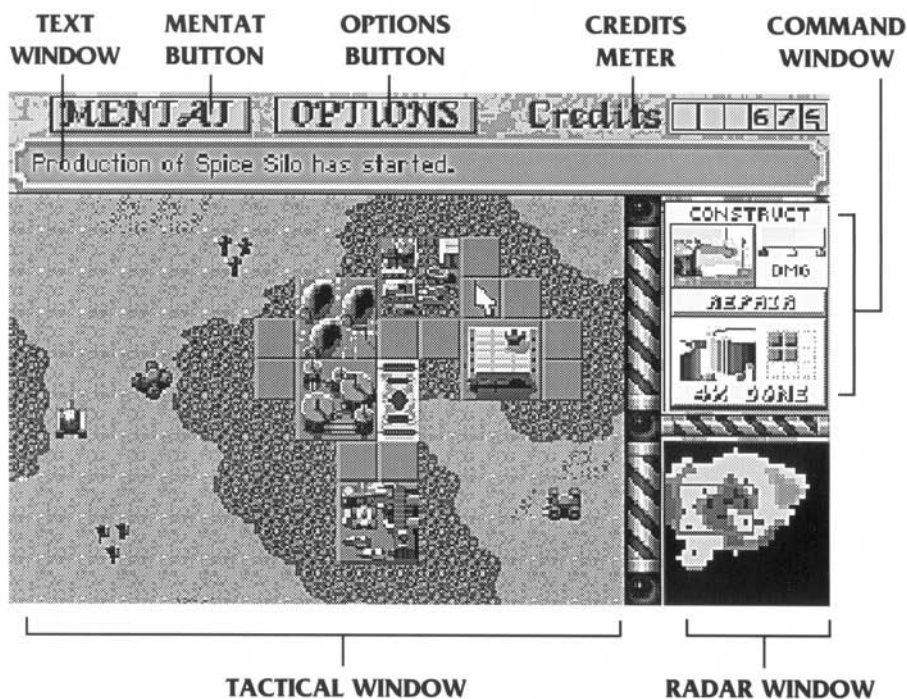 TEXT WINDOW
MENTAT BUTTON
OPTIONS BUTTON
CREDITS METER
COMMAND WINDOW
MENTAT OPTIONS Credits 675
Production of Spice Silo has started.
CONSTRUCT
DMG
REPAIR
4% DONE
TACTICAL WINDOW
RADAR WINDOW